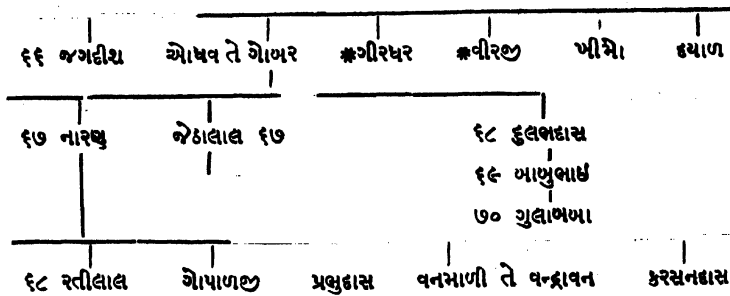 ૬૬ જગદીશ ઓધવ તે ગોબર #ગીરધર #વીરજી ખીમો દયાળ
૬૭ નારણ જેઠાલાલ ૬૭ ૬૮ દુલભદાસ
૬૯ બાબુભાઈ
૭૦ ગુલાબબા
૬૮ રતીલાલ ગોપાળજી પ્રભુદાસ વનમાળી તે વન્દ્રાવન કરસનદાસ